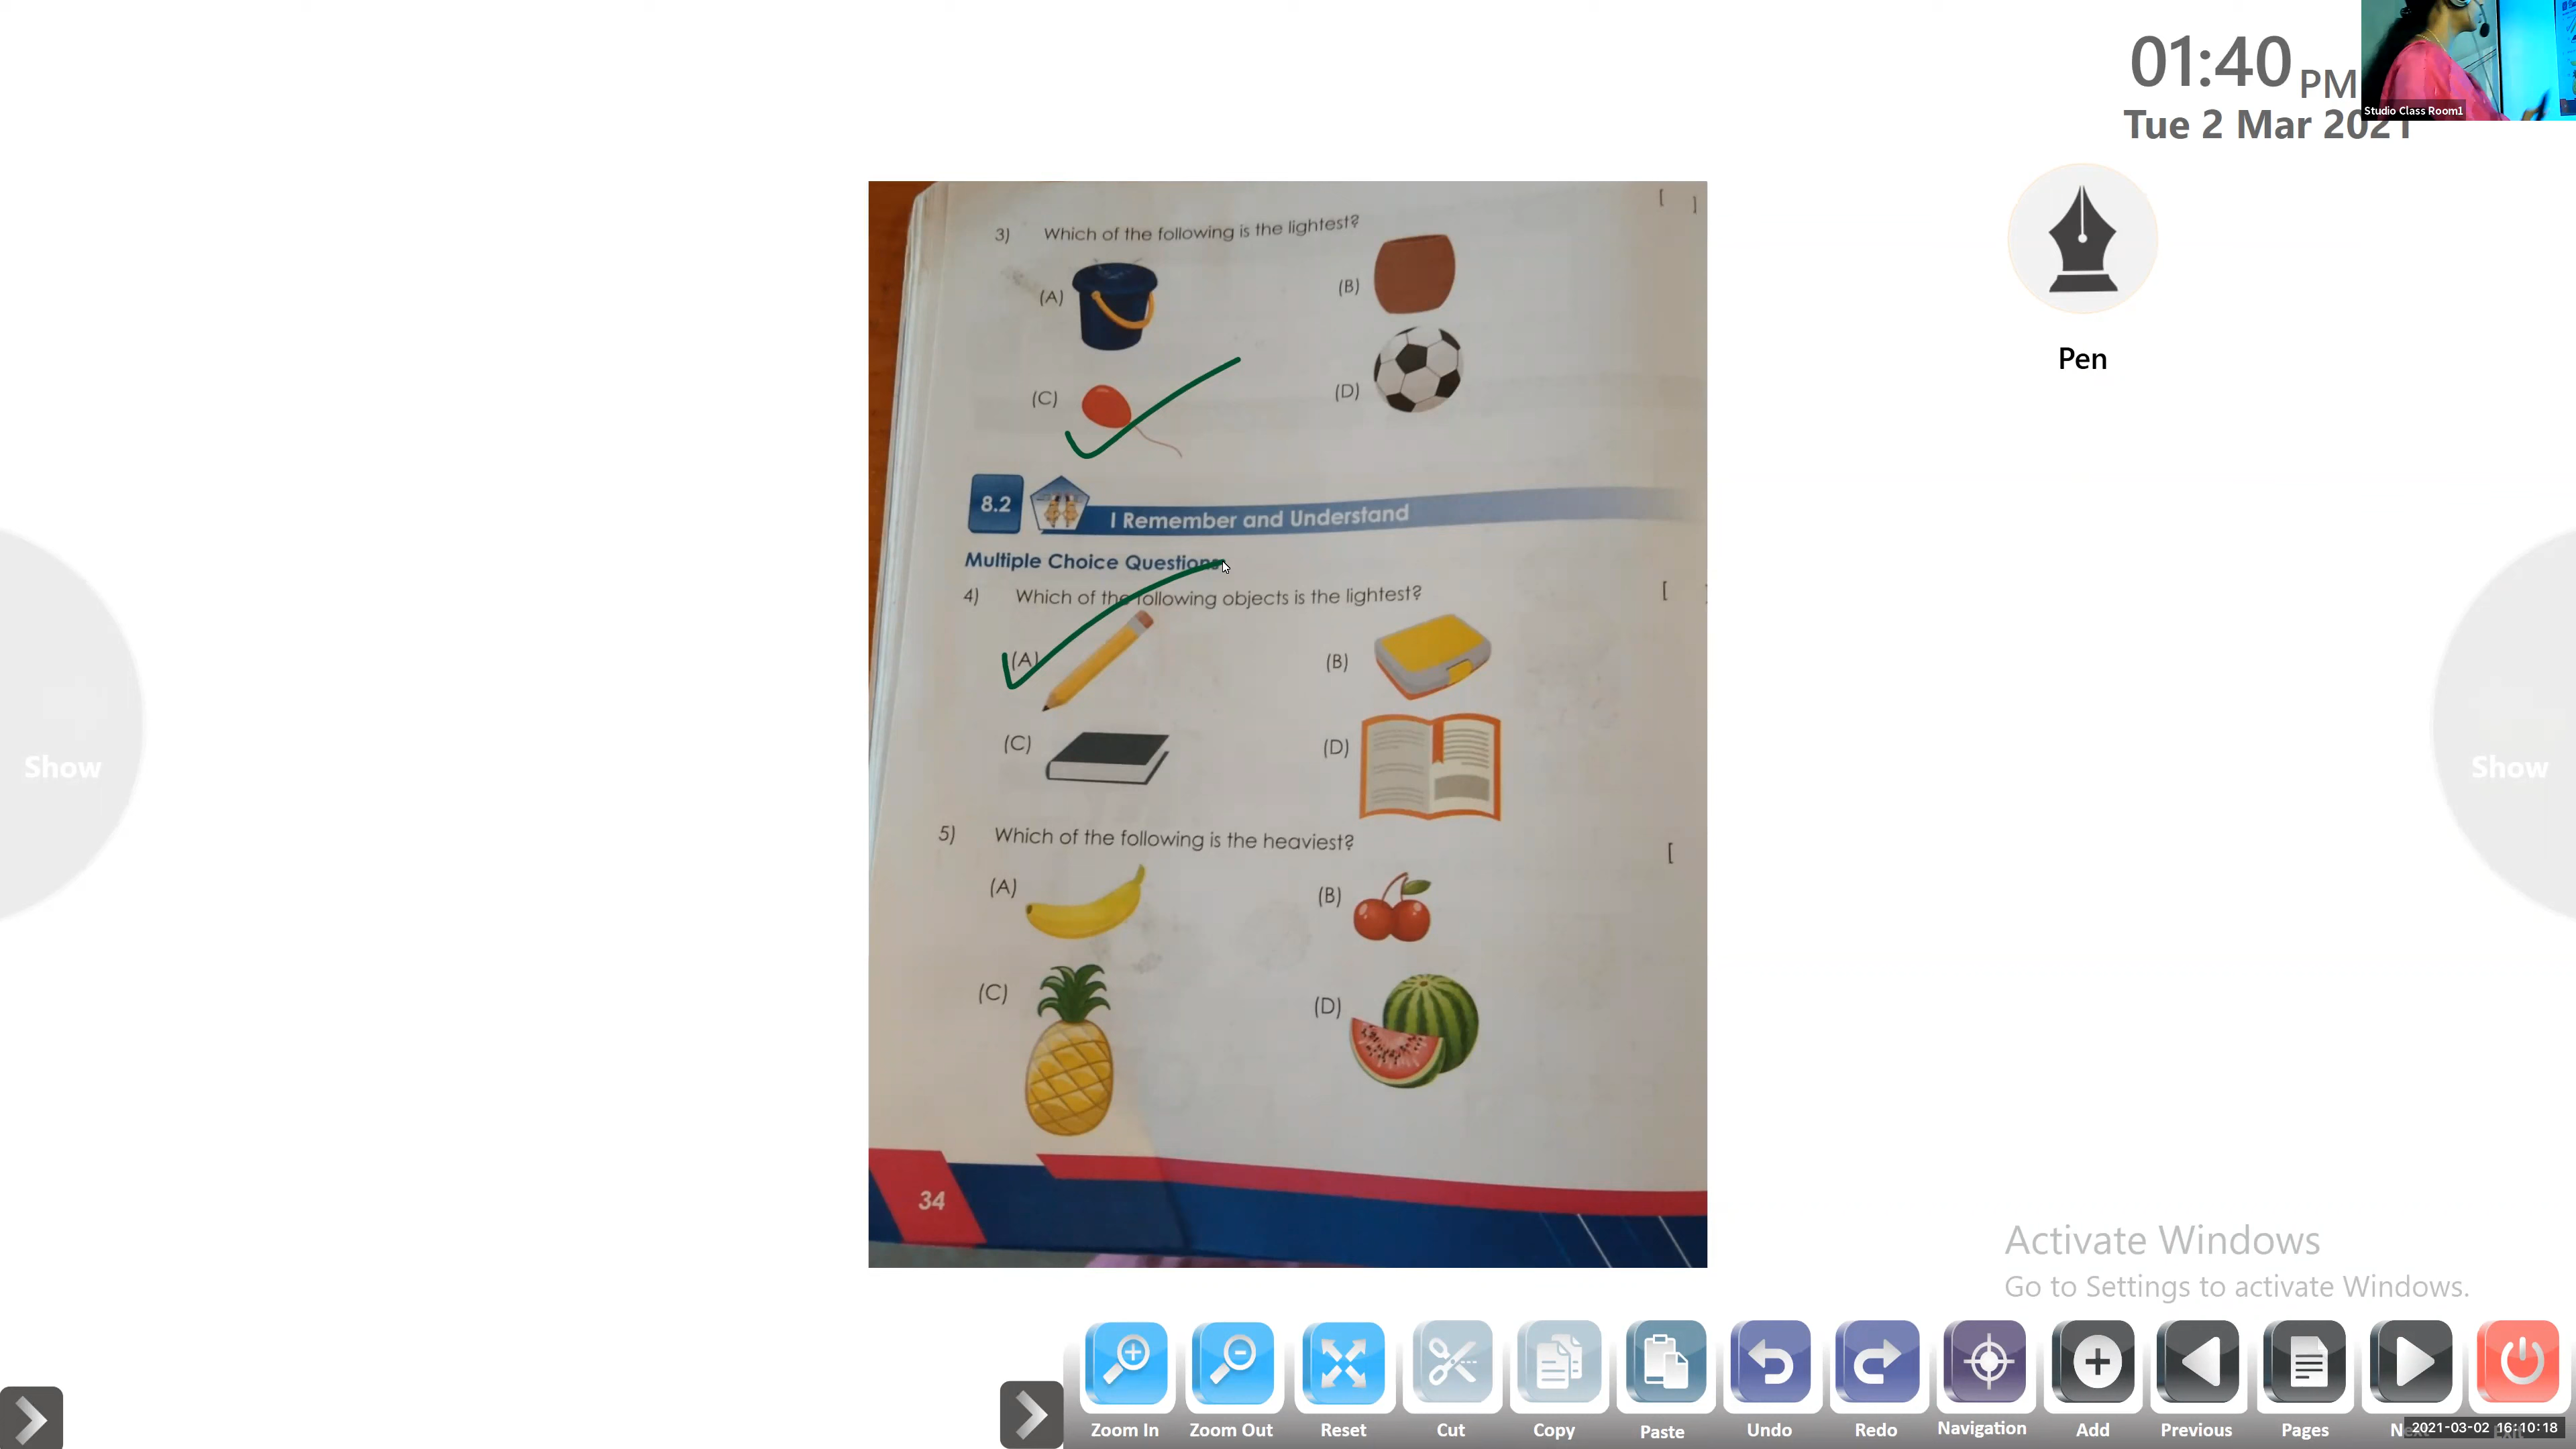 01:40 PM
Tue 2 Mar 2021
Studio Class Room1
Pen
[ ]
3) Which of the following is the lightest?
(A) (B)
(C) (D)
8.2 I Remember and Understand
Multiple Choice Questions
4) Which of the following objects is the lightest? [
(A) (B)
(C) (D)
5) Which of the following is the heaviest? [
(A) (B)
(C) (D)
34
Show
Show
Activate Windows
Go to Settings to activate Windows.
Zoom In Zoom Out Reset Cut Copy Paste Undo Redo Navigation Add Previous Pages
2021-03-02 16:10:18